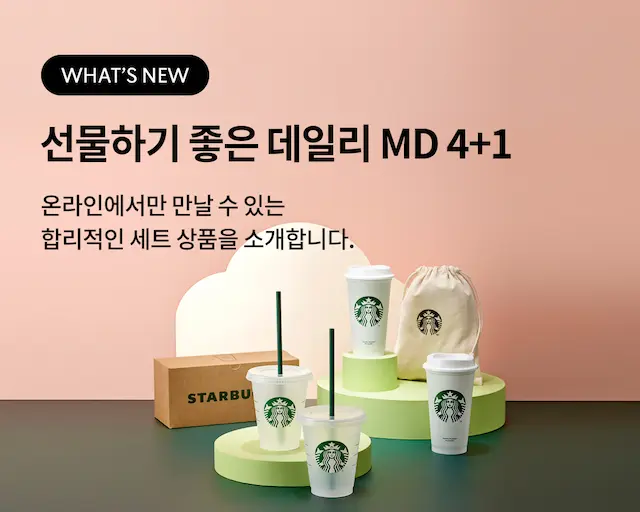 WHAT'S NEW
선물하기 좋은 데일리 MD 4+1
온라인에서만 만날 수 있는
합리적인 세트 상품을 소개합니다.